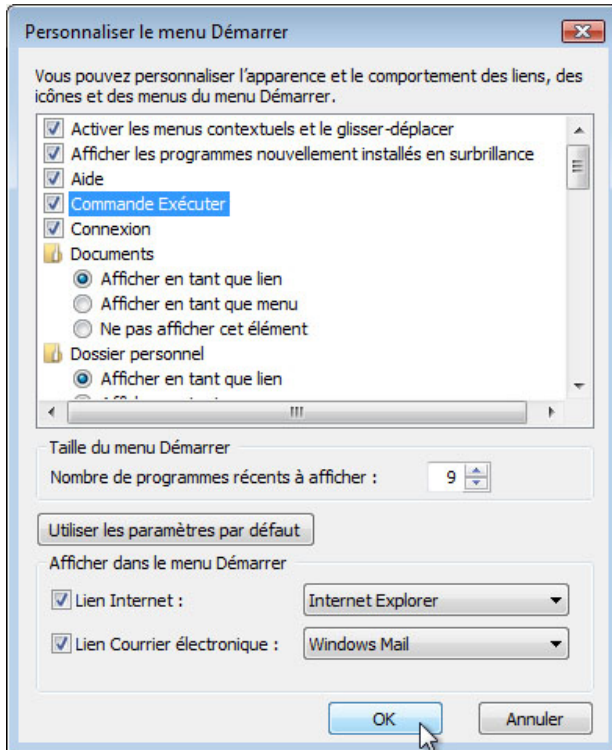 Personnaliser le menu Démarrer
Vous pouvez personnaliser l'apparence et le comportement des liens, des
icônes et des menus du menu Démarrer.
Activer les menus contextuels et le glisser-déplacer
Afficher les programmes nouvellement installés en surbrillance
Aide
Commande Exécuter
Connexion
Documents
Afficher en tant que lien
Afficher en tant que menu
Ne pas afficher cet élément
Dossier personnel
Afficher en tant que lien
Taille du menu Démarrer
Nombre de programmes récents à afficher : 9
Utiliser les paramètres par défaut
Afficher dans le menu Démarrer
Lien Internet : Internet Explorer
Lien Courrier électronique : Windows Mail
OK Annuler